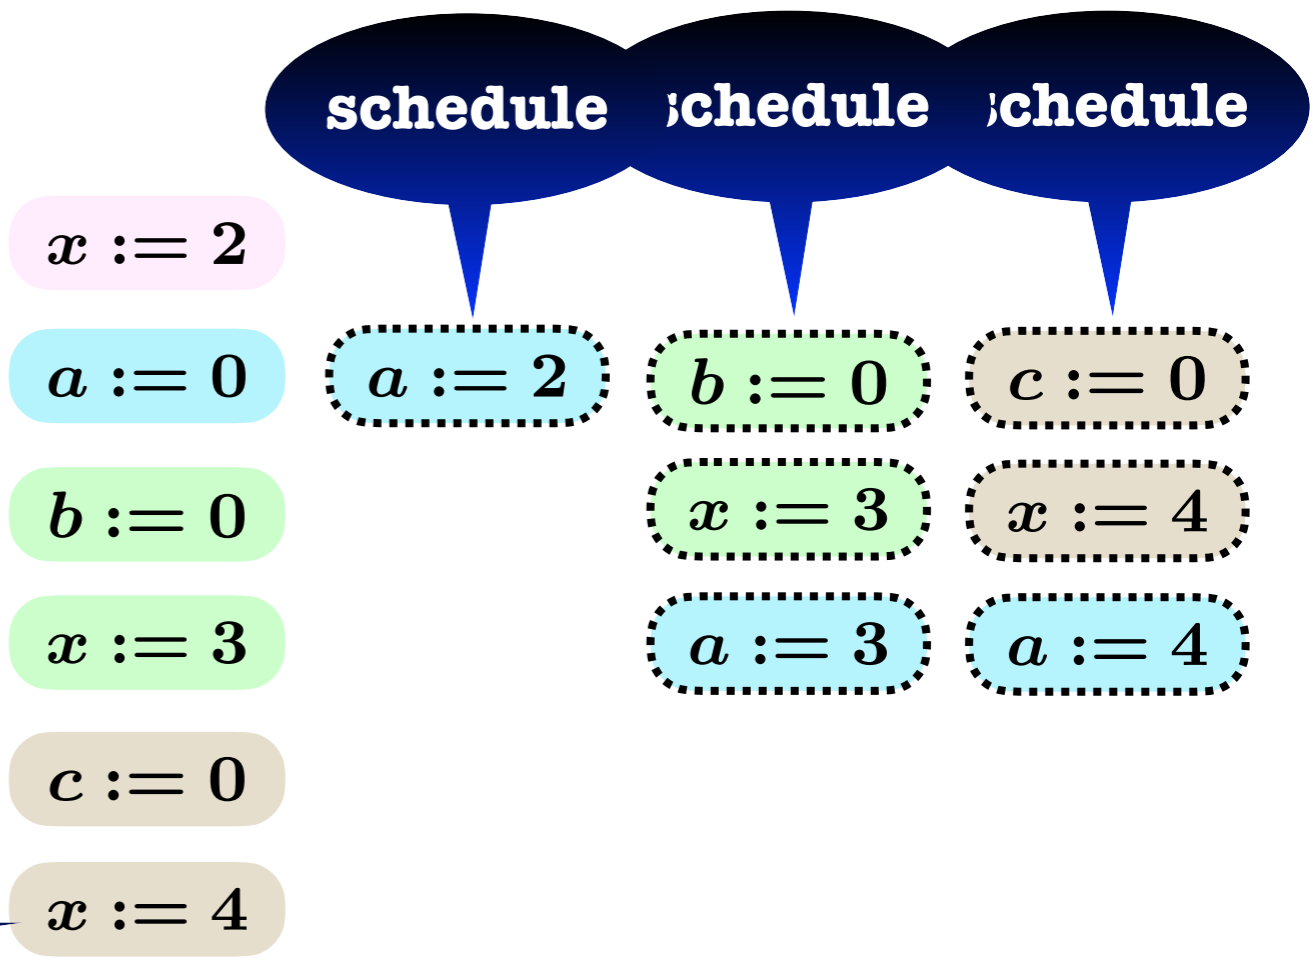 schedule schedule schedule
x := 2
a := 0 a := 2 b := 0 c := 0
b := 0 x := 3 x := 4
x := 3 a := 3 a := 4
c := 0
x := 4